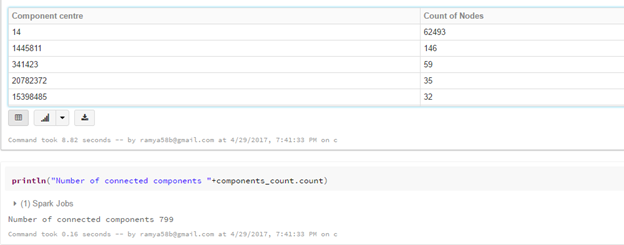 Component centre Count of Nodes
14 62493
1445811 146
341423 59
20782372 35
15398485 32
Command took 8.82 seconds -- by ramya58b@gmail.com at 4/29/2017, 7:41:33 PM on c
println("Number of connected components "+components_count.count)
(1) Spark Jobs
Number of connected components 799
Command took 0.16 seconds -- by ramya58b@gmail.com at 4/29/2017, 7:41:33 PM on c